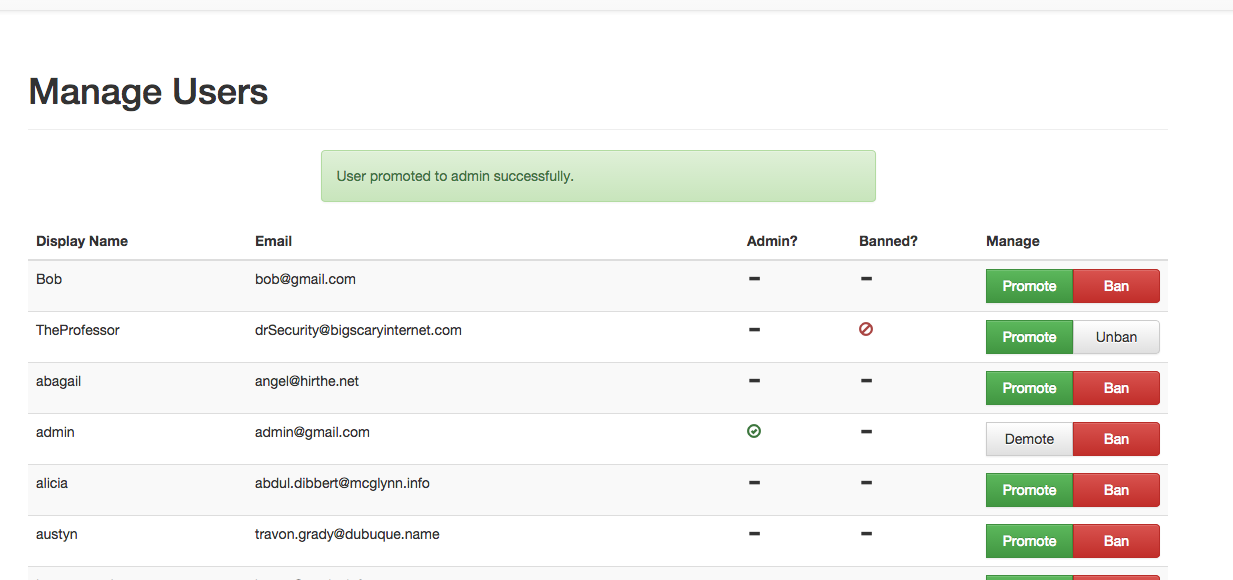 Manage Users
User promoted to admin successfully.
Display Name Email Admin? Banned? Manage
Bob bob@gmail.com Promote Ban
TheProfessor drSecurity@bigscaryinternet.com Promote Unban
abagail angel@hirthe.net Promote Ban
admin admin@gmail.com Demote Ban
alicia abdul.dibbert@mcglynn.info Promote Ban
austyn travon.grady@dubuque.name Promote Ban